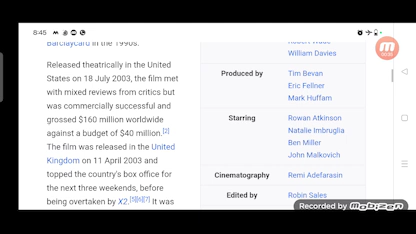 8:45
Barclaycard in the 1990s.
Released theatrically in the United
States on 18 July 2003, the film met
with mixed reviews from critics but
was commercially successful and
grossed $160 million worldwide
against a budget of $40 million.[2]
The film was released in the United
Kingdom on 11 April 2003 and
topped the country's box office for
the next three weekends, before
being overtaken by X2.[5][6][7] It was
William Davies
Produced by
Tim Bevan
Eric Fellner
Mark Huffam
Starring
Rowan Atkinson
Natalie Imbruglia
Ben Miller
John Malkovich
Cinematography
Remi Adefarasin
Edited by
Robin Sales
Recorded by Mobizen